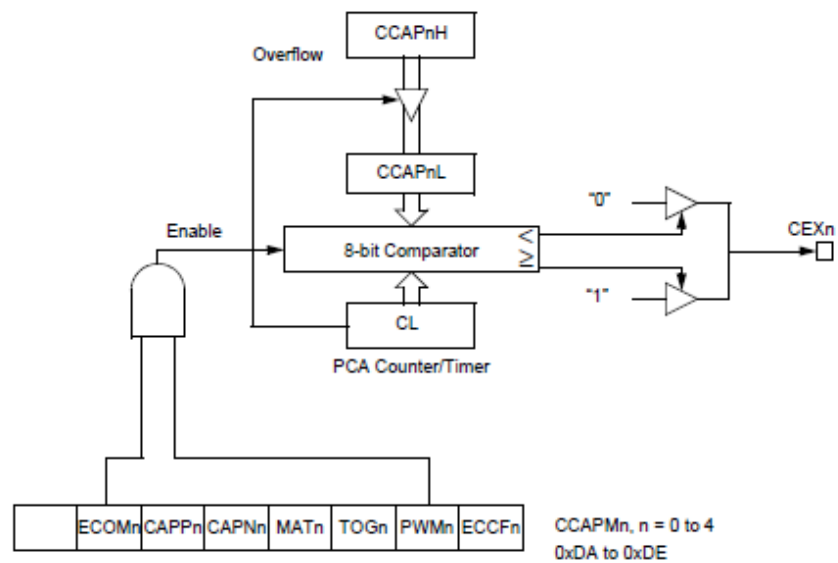 CCAPnH
Overflow
CCAPnL
"0"
CEXn
Enable
8-bit Comparator
<
≥
"1"
CL
PCA Counter/Timer
ECOMn CAPPn CAPNn MATn TOGn PWMn ECCFn
CCAPMn, n = 0 to 4
0xDA to 0xDE